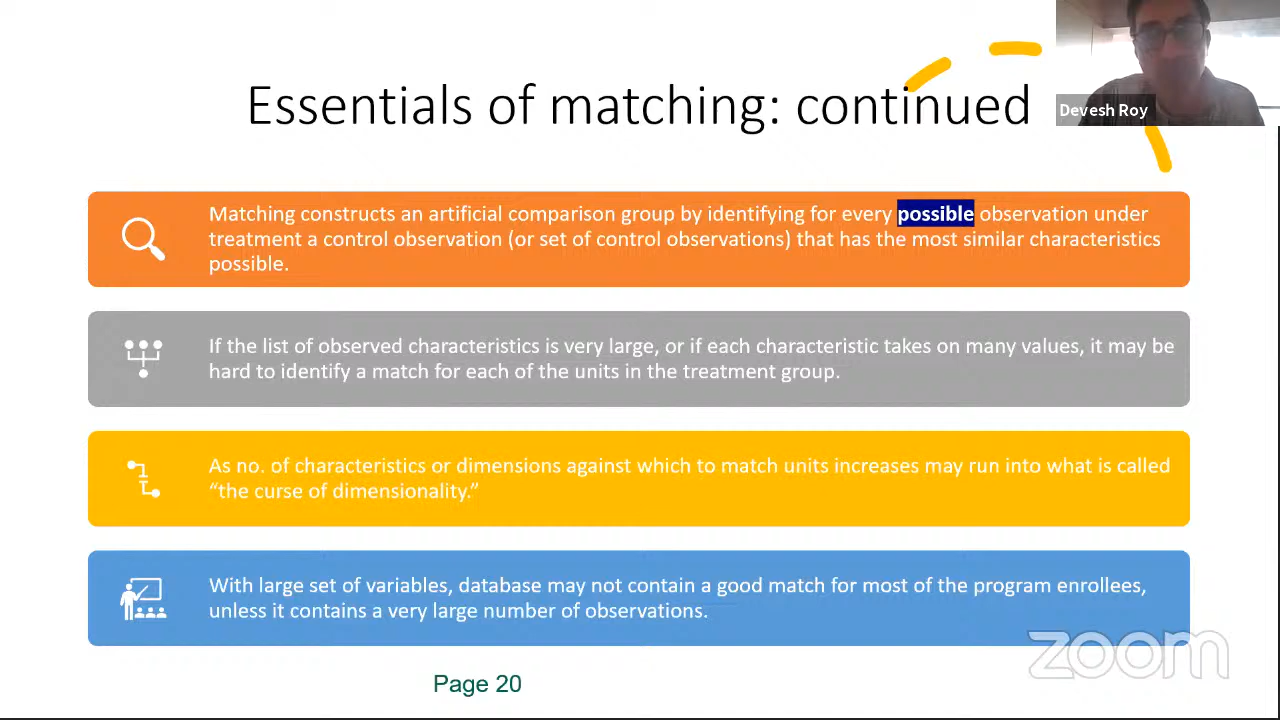 Essentials of matching: continued
Devesh Roy
Matching constructs an artificial comparison group by identifying for every possible observation under
treatment a control observation (or set of control observations) that has the most similar characteristics
possible.
If the list of observed characteristics is very large, or if each characteristic takes on many values, it may be
hard to identify a match for each of the units in the treatment group.
As no. of characteristics or dimensions against which to match units increases may run into what is called
“the curse of dimensionality.”
With large set of variables, database may not contain a good match for most of the program enrollees,
unless it contains a very large number of observations.
zoom
Page 20